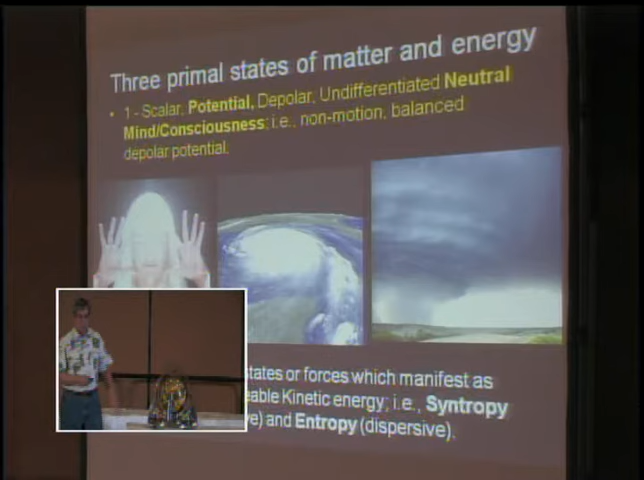 Three primal states of matter and energy
• 1 - Scalar, Potential, Depolar, Undifferentiated Neutral
Mind/Consciousness; i.e., non-motion, balanced
depolar potential.
states or forces which manifest as
Kinetic energy; i.e., Syntropy
and Entropy (dispersive).